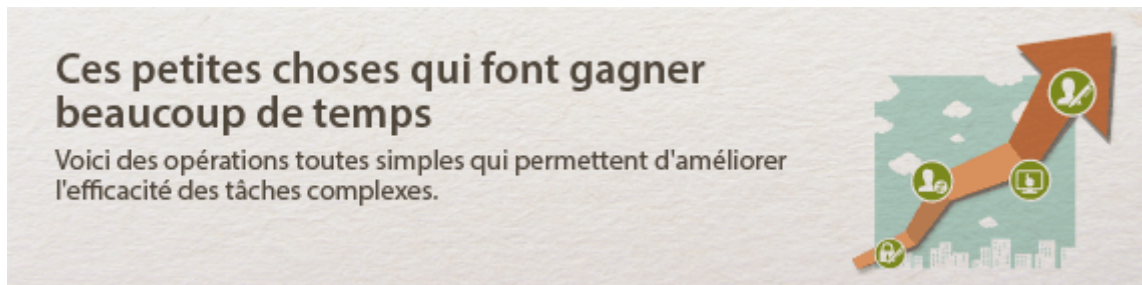 Ces petites choses qui font gagner
beaucoup de temps
Voici des opérations toutes simples qui permettent d'améliorer
l'efficacité des tâches complexes.